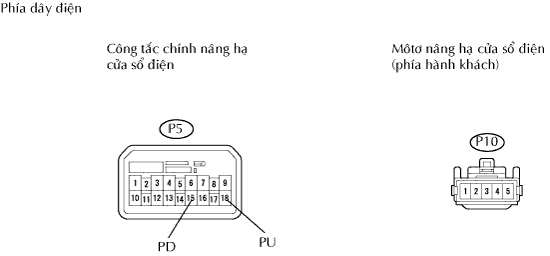 Phía dây điện
Công tắc chính nâng hạ
cửa sổ điện
Môtơ nâng hạ cửa sổ điện
(phía hành khách)
P5
P10
1 2 3 4 5 6 7 8 9
10 11 12 13 14 15 16 17 18
1 2 3 4 5
PD
PU